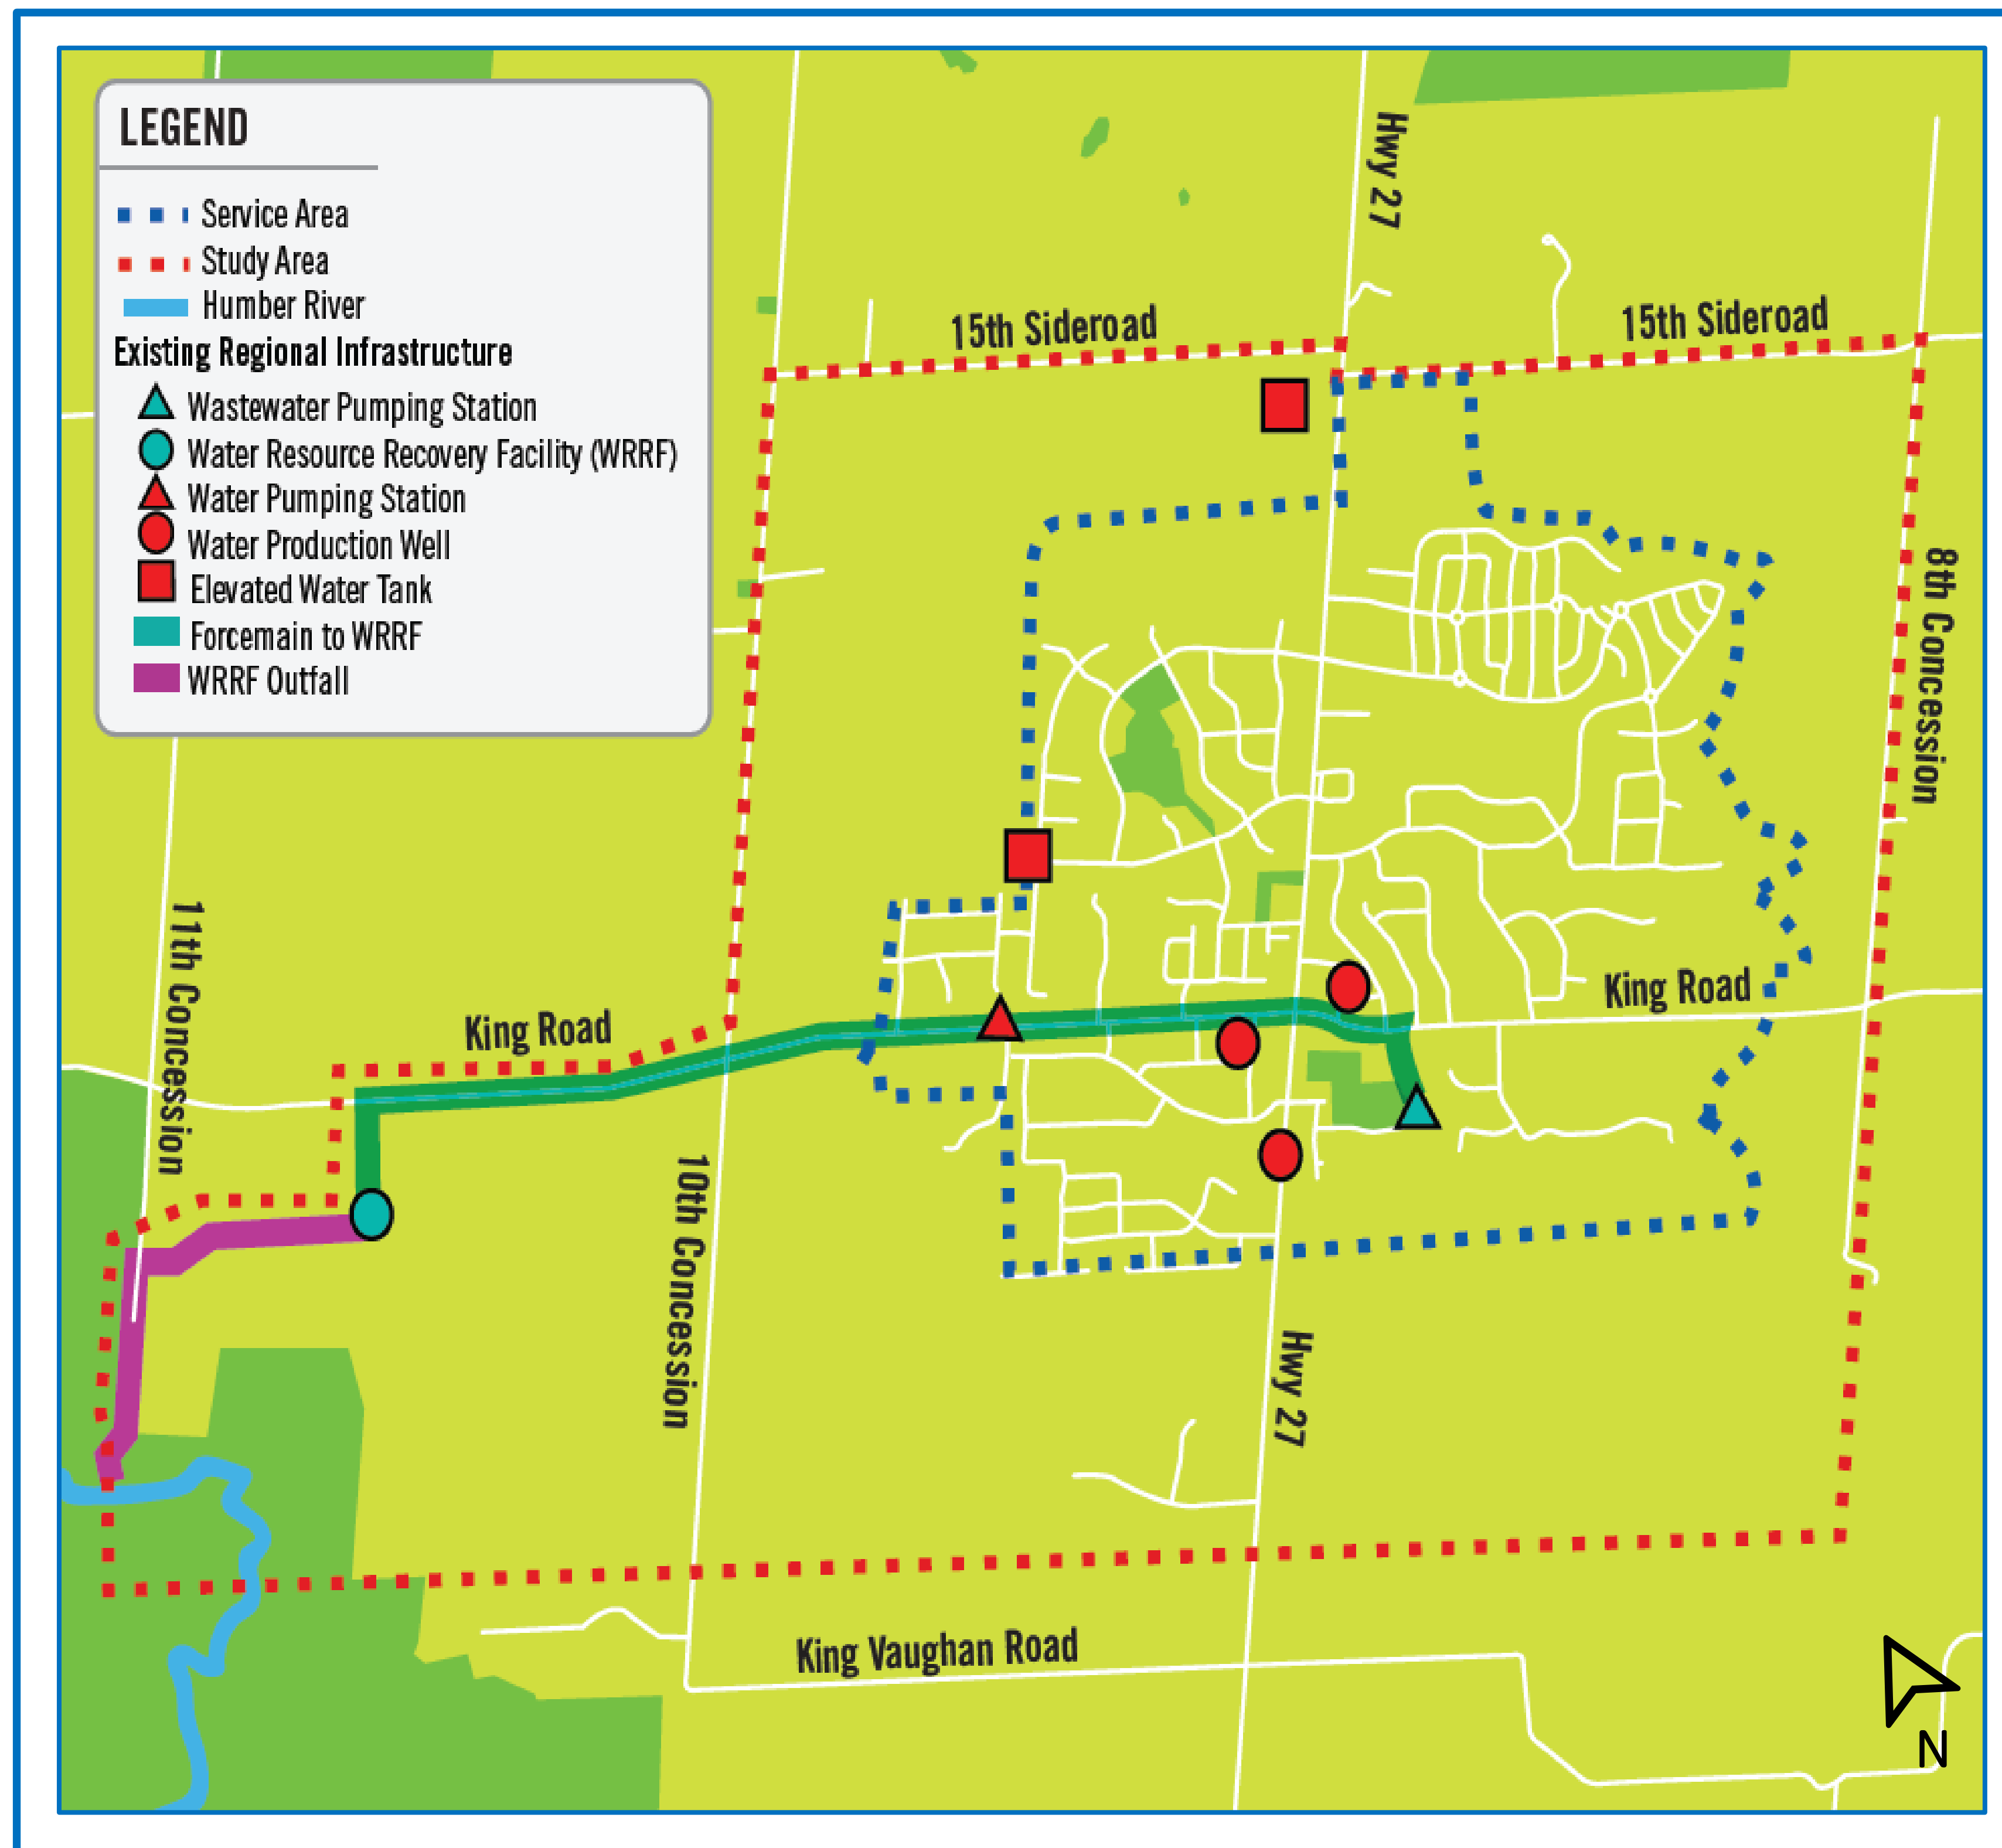 LEGEND
Service Area
Study Area
Humber River
Existing Regional Infrastructure
Wastewater Pumping Station
Water Resource Recovery Facility (WRRF)
Water Pumping Station
Water Production Well
Elevated Water Tank
Forcemain to WRRF
WRRF Outfall
Hwy 27
15th Sideroad
15th Sideroad
8th Concession
11th Concession
King Road
King Road
10th Concession
Hwy 27
King Vaughan Road
N